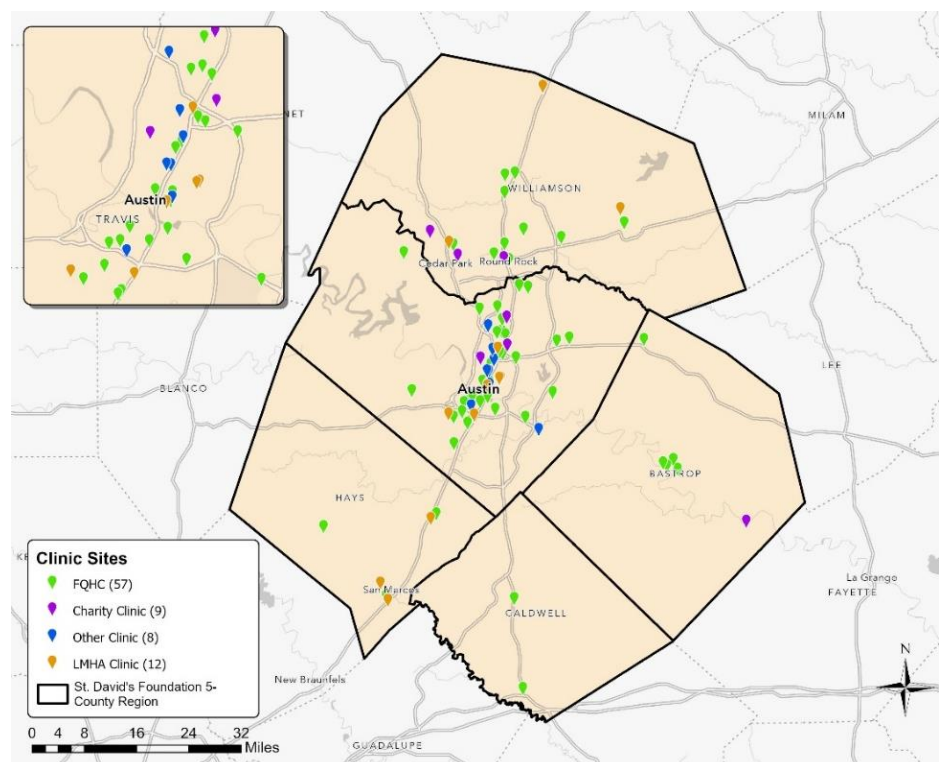 NET
MILAM
Austin
TRAVIS
WILLIAMSON
Cedar Park
Round Rock
LEE
BLANCO
Austin
BASTROP
HAYS
Clinic Sites
FQHC (57)
Charity Clinic (9)
Other Clinic (8)
LMHA Clinic (12)
St. David's Foundation 5-
County Region
San Marcos
CALDWELL
La Grango
FAYETTE
N
New Braunfels
0 4 8 16 24 32
Miles
GUADALUPE